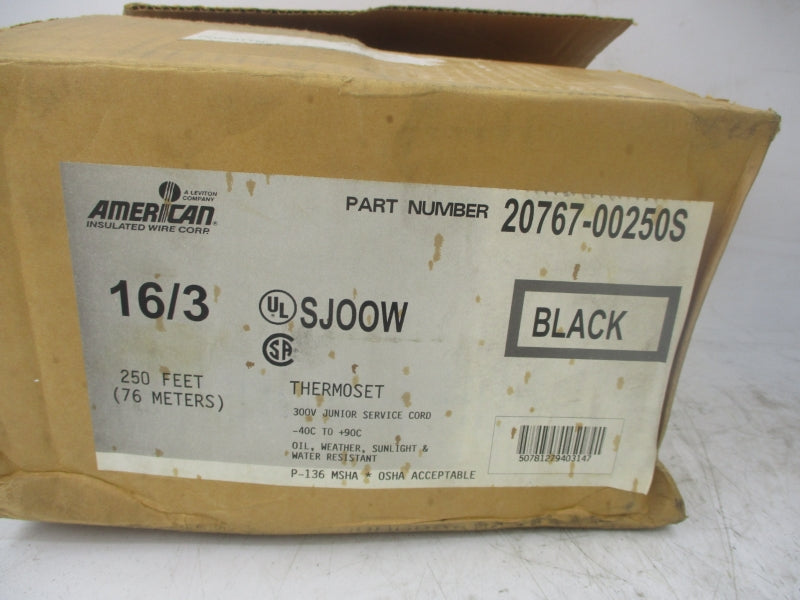 A LEVITON
COMPANY
AMERICAN
INSULATED WIRE CORP.
PART NUMBER 20767-00250S
16/3
UL SJOOW
SA
BLACK
250 FEET
(76 METERS)
THERMOSET
300V JUNIOR SERVICE CORD
-40C TO +90C
OIL, WEATHER, SUNLIGHT &
WATER RESISTANT
P-136 MSHA * OSHA ACCEPTABLE
50781279403147